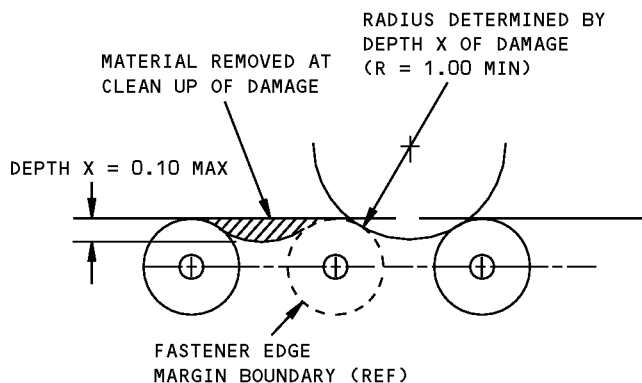 RADIUS DETERMINED BY
DEPTH X OF DAMAGE
(R = 1.00 MIN)
MATERIAL REMOVED AT
CLEAN UP OF DAMAGE
DEPTH X = 0.10 MAX
FASTENER EDGE
MARGIN BOUNDARY (REF)